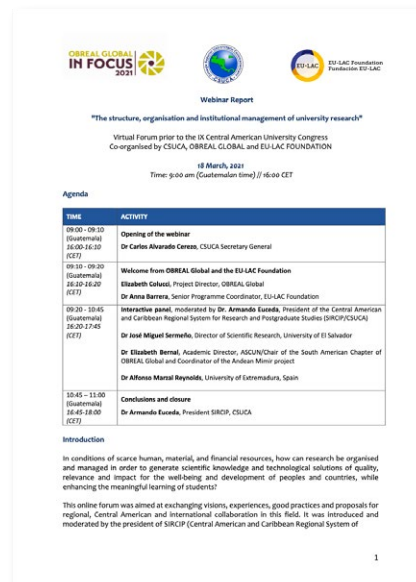 OBREAL GLOBAL
IN FOCUS
2021
CSUCA
EU-LAC
EU-LAC Foundation
Fundación EU-LAC
Webinar Report
"The structure, organisation and institutional management of university research"
Virtual Forum prior to the IX Central American University Congress
Co-organised by CSUCA, OBREAL GLOBAL and EU-LAC FOUNDATION
18 March, 2021
Time: 9:00 am (Guatemalan time) // 16:00 CET
Agenda
TIME ACTIVITY
09:00 - 09:10
(Guatemala)
16:00-16:10
(CET)
Opening of the webinar
Dr Carlos Alvarado Cerezo, CSUCA Secretary General
09:10 - 09:20
(Guatemala)
16:10-16:20
(CET)
Welcome from OBREAL Global and the EU-LAC Foundation
Elizabeth Colucci, Project Director, OBREAL Global
Dr Anna Barrera, Senior Programme Coordinator, EU-LAC Foundation
09:20 - 10:45
(Guatemala)
16:20-17:45
(CET)
Interactive panel, moderated by Dr. Armando Euceda, President of the Central American
and Caribbean Regional System for Research and Postgraduate Studies (SIRCIP/CSUCA)
Dr José Miguel Sermeño, Director of Scientific Research, University of El Salvador
Dr Elizabeth Bernal, Academic Director, ASCUN/Chair of the South American Chapter of
OBREAL Global and Coordinator of the Andean Mimir project
Dr Alfonso Marzal Reynolds, University of Extremadura, Spain
10:45 – 11:00
(Guatemala)
16:45-18:00
(CET)
Conclusions and closure
Dr Armando Euceda, President SIRCIP, CSUCA
Introduction
In conditions of scarce human, material, and financial resources, how can research be organised
and managed in order to generate scientific knowledge and technological solutions of quality,
relevance and impact for the well-being and development of peoples and countries, while
enhancing the meaningful learning of students?
This online forum was aimed at exchanging visions, experiences, good practices and proposals for
regional, Central American and international collaboration in this field. It was introduced and
moderated by the president of SIRCIP (Central American and Caribbean Regional System of
1